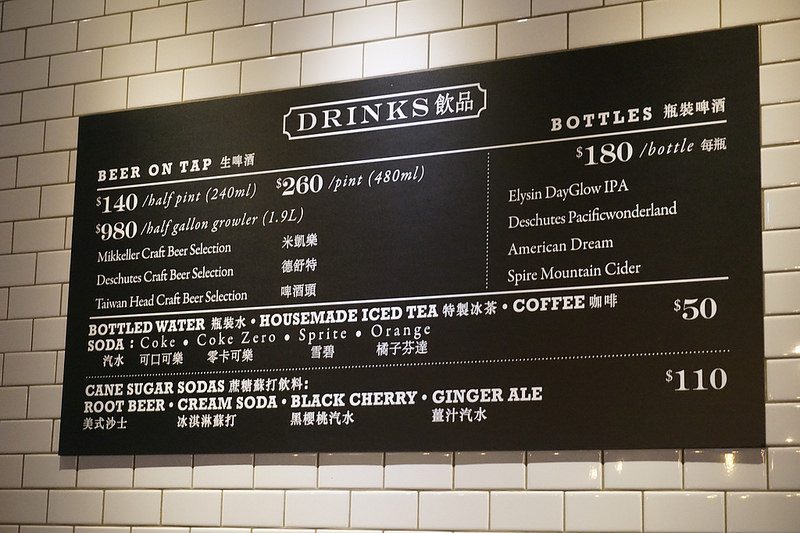 DRINKS 飲品
BEER ON TAP 生啤酒
$140 /half pint (240ml) $260 /pint (480ml)
$980 /half gallon growler (1.9L)
Mikkeller Craft Beer Selection 米凱樂
Deschutes Craft Beer Selection 德舒特
Taiwan Head Craft Beer Selection 啤酒頭
BOTTLES 瓶裝啤酒
$180 /bottle 每瓶
Elysin DayGlow IPA
Deschutes Pacificwonderland
American Dream
Spire Mountain Cider
BOTTLED WATER 瓶裝水 • HOUSEMADE ICED TEA 特製冰茶 • COFFEE 咖啡 $50
SODA : Coke • Coke Zero • Sprite • Orange
汽水 可口可樂 零卡可樂 雪碧 橘子芬達
CANE SUGAR SODAS 蔗糖蘇打飲料: $110
ROOT BEER • CREAM SODA • BLACK CHERRY • GINGER ALE
美式沙士 冰淇淋蘇打 黑櫻桃汽水 薑汁汽水